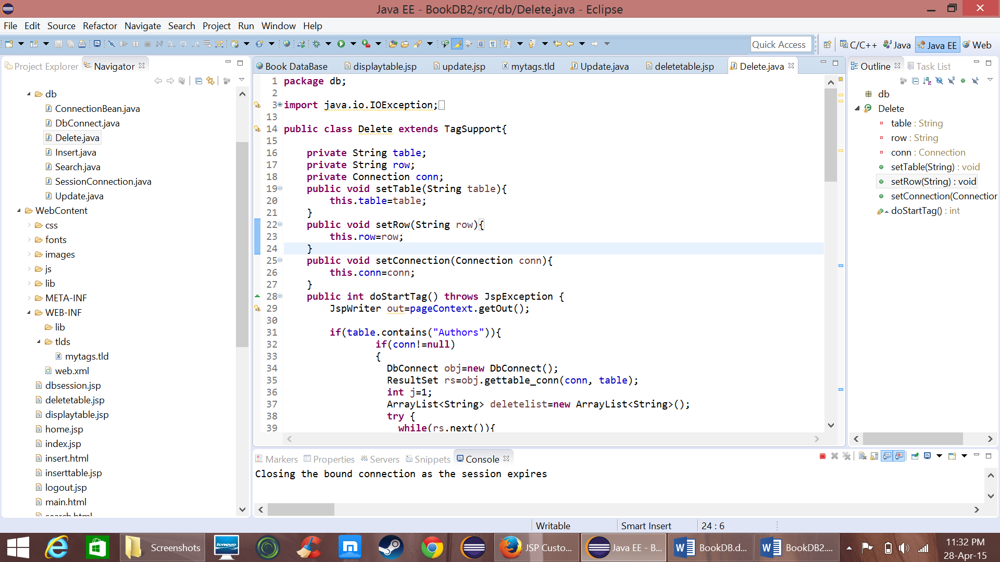 Java EE - BookDB2/src/db/Delete.java - Eclipse
File Edit Source Refactor Navigate Search Project Run Window Help
Quick Access
C/C++ Java Java EE Web
Project Explorer Navigator
db
ConnectionBean.java
DbConnect.java
Delete.java
Insert.java
Search.java
SessionConnection.java
Update.java
WebContent
css
fonts
images
js
lib
META-INF
WEB-INF
lib
tlds
mytags.tld
web.xml
dbsession.jsp
deletetable.jsp
displaytable.jsp
home.jsp
index.jsp
insert.html
inserttable.jsp
logout.jsp
main.html
search.html
Book DataBase displaytable.jsp update.jsp mytags.tld Update.java deletetable.jsp Delete.java
1 package db;
2
3 import java.io.IOException;
13
14 public class Delete extends TagSupport{
15
16 private String table;
17 private String row;
18 private Connection conn;
19 public void setTable(String table){
20 this.table=table;
21 }
22 public void setRow(String row){
23 this.row=row;
24 }
25 public void setConnection(Connection conn){
26 this.conn=conn;
27 }
28 public int doStartTag() throws JspException {
29 JspWriter out=pageContext.getOut();
30
31 if(table.contains("Authors")){
32 if(conn!=null)
33 {
34 DbConnect obj=new DbConnect();
35 ResultSet rs=obj.gettable_conn(conn, table);
36 int j=1;
37 ArrayList<String> deletelist=new ArrayList<String>();
38 try {
39 while(rs.next()){
Outline Task List
db
Delete
table : String
row : String
conn : Connection
setTable(String) : void
setRow(String) : void
setConnection(Connection
doStartTag() : int
Markers Properties Servers Snippets Console
Closing the bound connection as the session expires
Writable Smart Insert 24 : 6
Screenshots lenovo JSP Custo... Java EE - B... BookDB.d... BookDB2....
11:32 PM
28-Apr-15